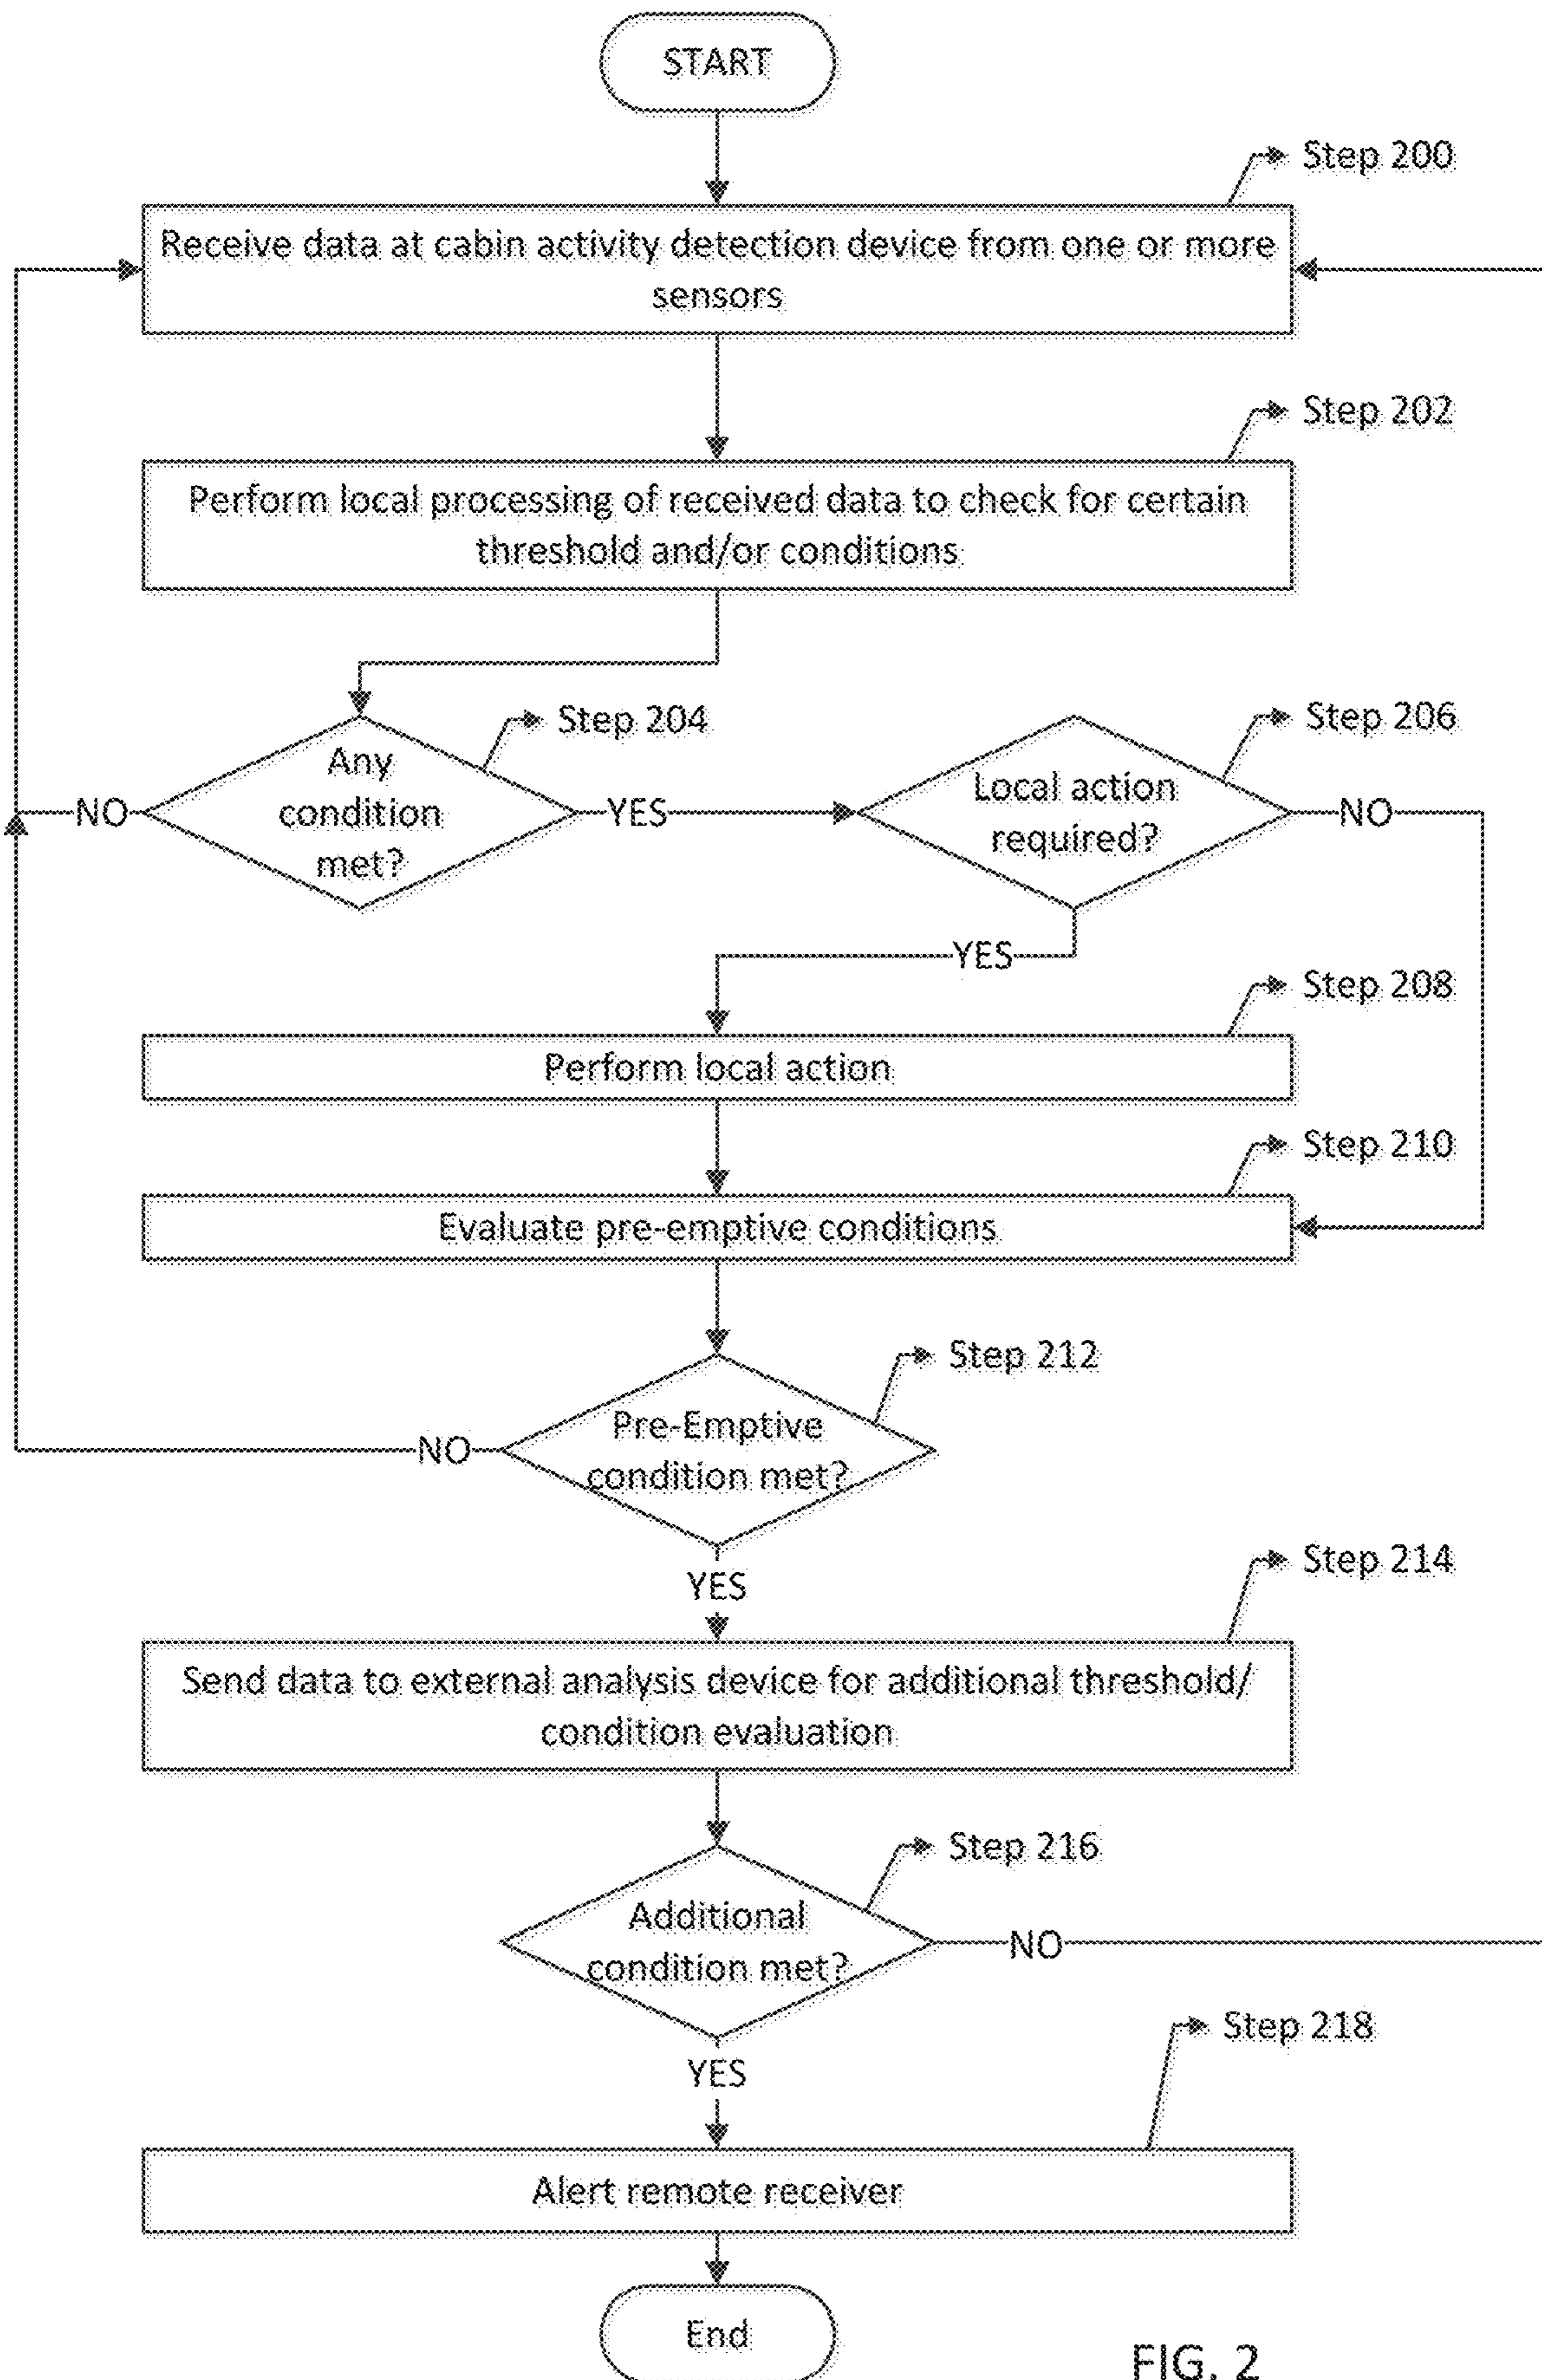 START
Step 200
Receive data at cabin activity detection device from one or more
sensors
Step 202
Perform local processing of received data to check for certain
threshold and/or conditions
Step 204
Any
condition
met?
NO
YES
Step 206
Local action
required?
NO
YES
Step 208
Perform local action
Step 210
Evaluate pre-emptive conditions
Step 212
Pre-Emptive
condition met?
NO
YES
Step 214
Send data to external analysis device for additional threshold/
condition evaluation
Step 216
Additional
condition met?
NO
YES
Step 218
Alert remote receiver
End
FIG. 2